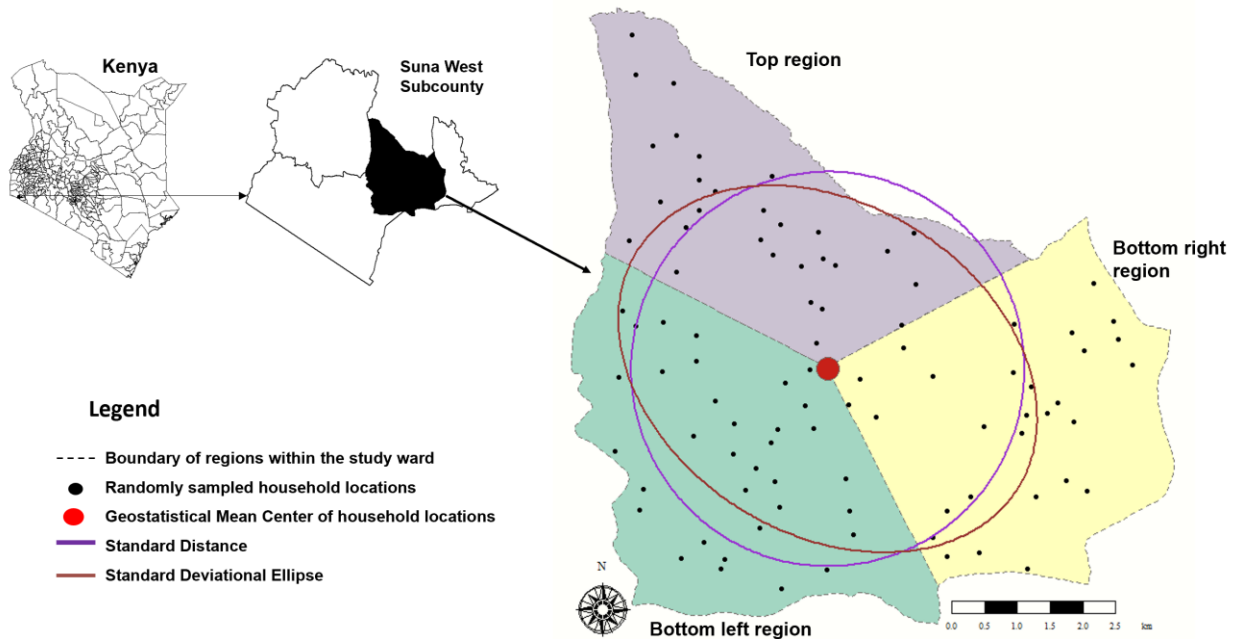 Kenya
Suna West
Subcounty
Top region
Bottom right
region
Legend
Boundary of regions within the study ward
Randomly sampled household locations
Geostatistical Mean Center of household locations
Standard Distance
Standard Deviational Ellipse
N
Bottom left region
0.0 0.5 1.0 1.5 2.0 2.5
km